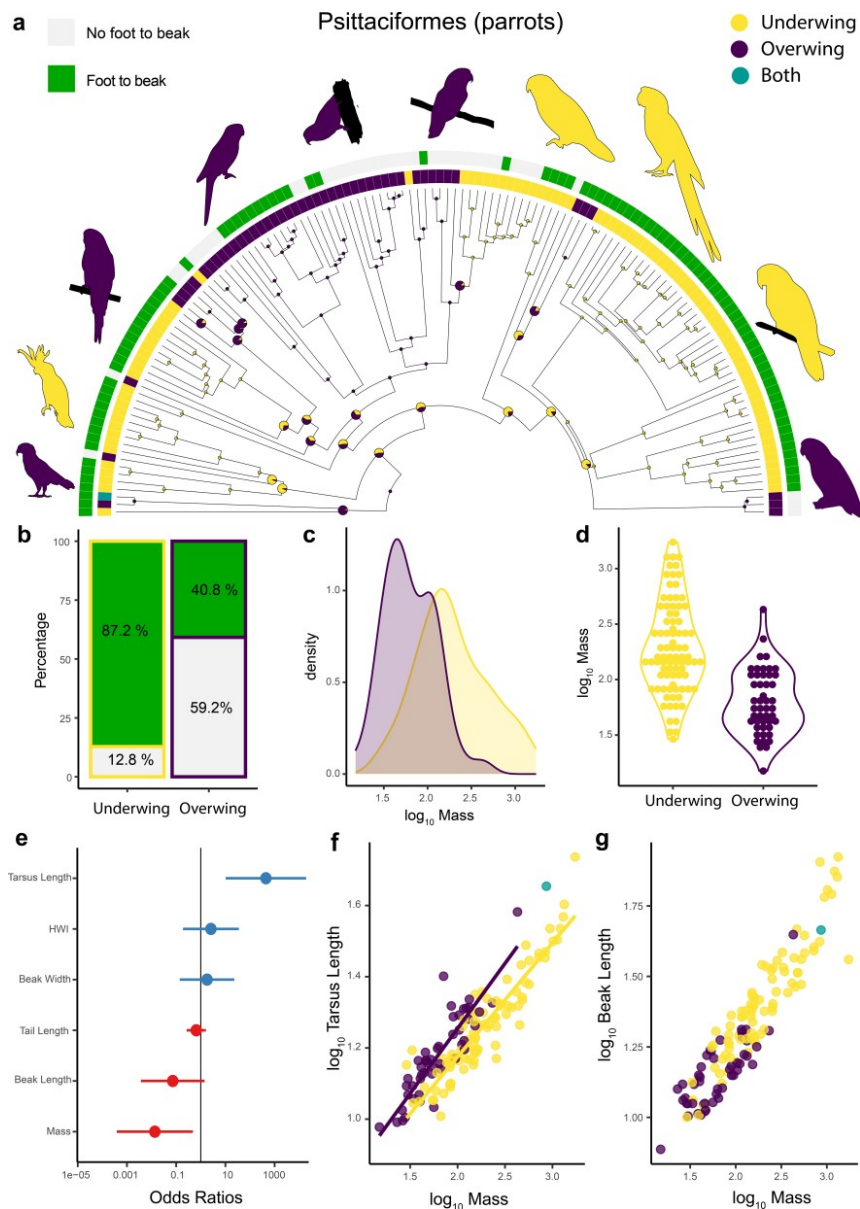 a
Psittaciformes (parrots)
No foot to beak
Foot to beak
Underwing
Overwing
Both
b
Percentage
100
75
50
25
0
87.2 %
12.8 %
40.8 %
59.2%
Underwing
Overwing
c
density
1.0
0.5
0.0
1.5
2.0
2.5
3.0
log10 Mass
d
log10 Mass
3.0
2.5
2.0
1.5
Underwing
Overwing
e
Tarsus Length
HWI
Beak Width
Tail Length
Beak Length
Mass
1e−05
0.001
0.1
10
1000
Odds Ratios
f
log10 Tarsus Length
1.6
1.4
1.2
1.0
1.5
2.0
2.5
3.0
log10 Mass
g
log10 Beak Length
1.75
1.50
1.25
1.00
1.5
2.0
2.5
3.0
log10 Mass